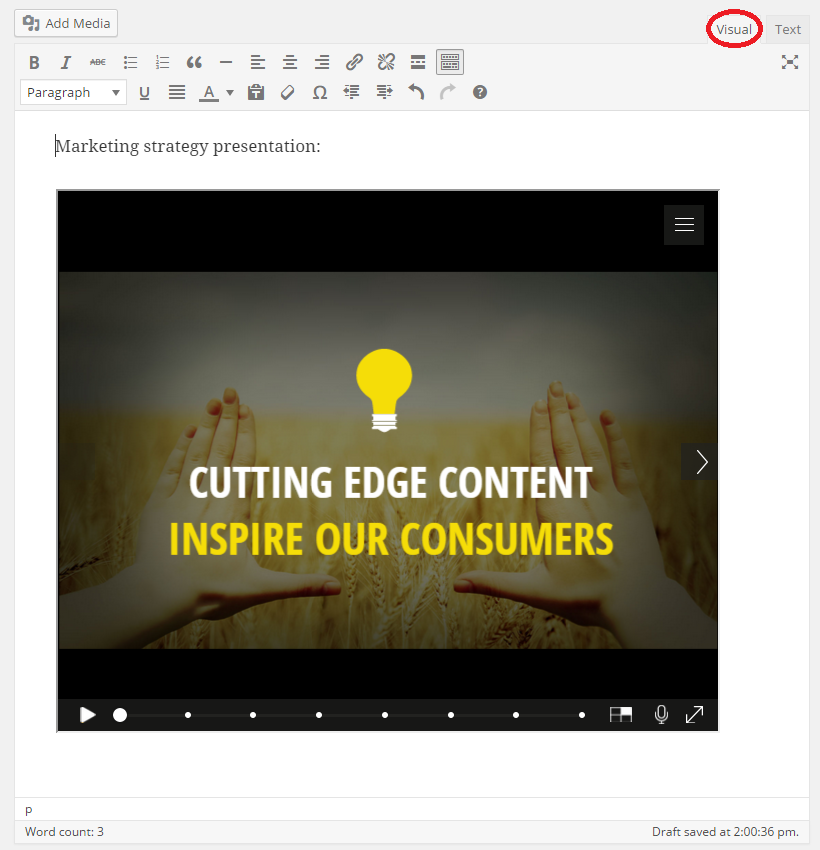 Add Media
Visual Text
B I ABC
Paragraph U A Ω ?
Marketing strategy presentation:
CUTTING EDGE CONTENT
INSPIRE OUR CONSUMERS
p
Word count: 3 Draft saved at 2:00:36 pm.